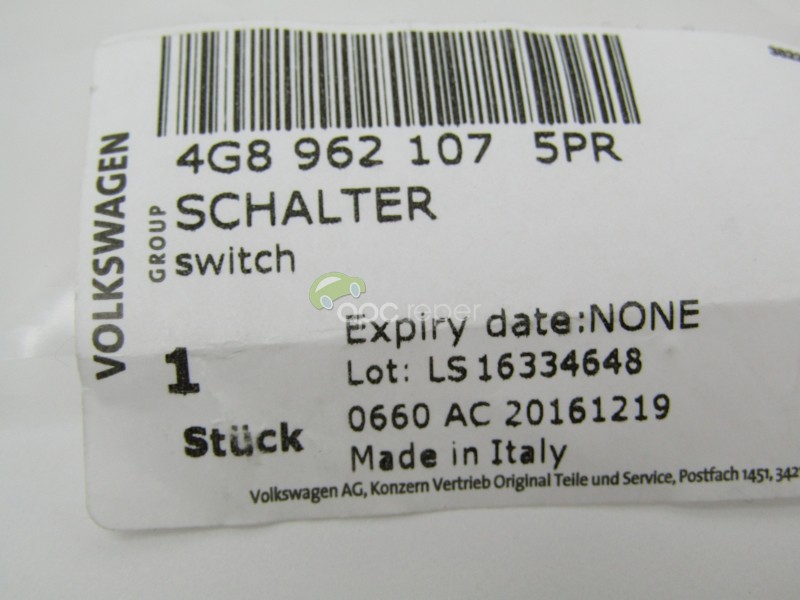 VOLKSWAGEN
GROUP
4G8 962 107 5PR
SCHALTER
switch
1
Stück
Expiry date:NONE
Lot: LS 16334648
0660 AC 20161219
Made in Italy
Volkswagen AG, Konzern Vertrieb Original Teile und Service, Postfach 1451, 342